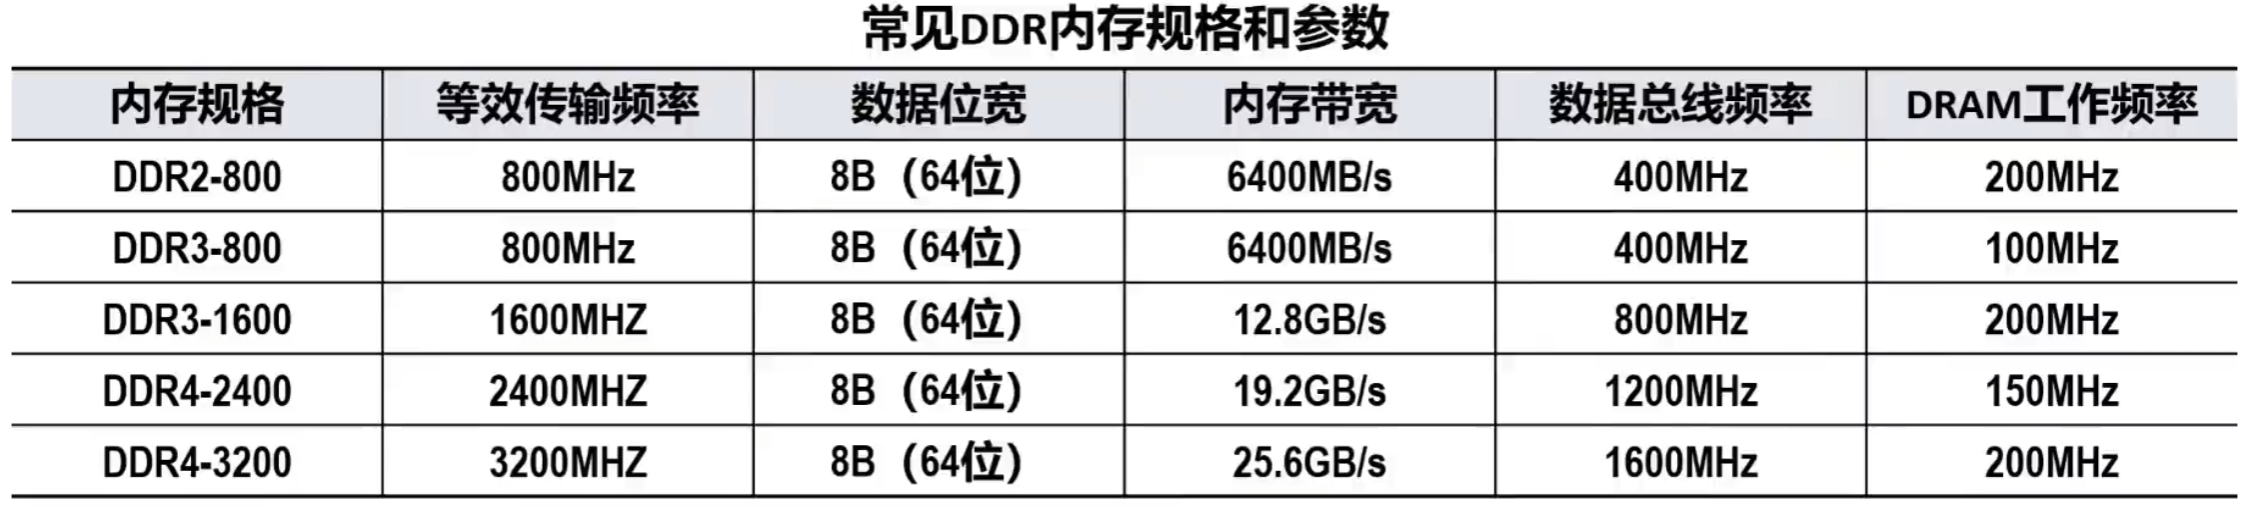 常见DDR内存规格和参数
内存规格 等效传输频率 数据位宽 内存带宽 数据总线频率 DRAM工作频率
DDR2-800 800MHz 8B（64位） 6400MB/s 400MHz 200MHz
DDR3-800 800MHz 8B（64位） 6400MB/s 400MHz 100MHz
DDR3-1600 1600MHZ 8B（64位） 12.8GB/s 800MHz 200MHz
DDR4-2400 2400MHZ 8B（64位） 19.2GB/s 1200MHz 150MHz
DDR4-3200 3200MHZ 8B（64位） 25.6GB/s 1600MHz 200MHz